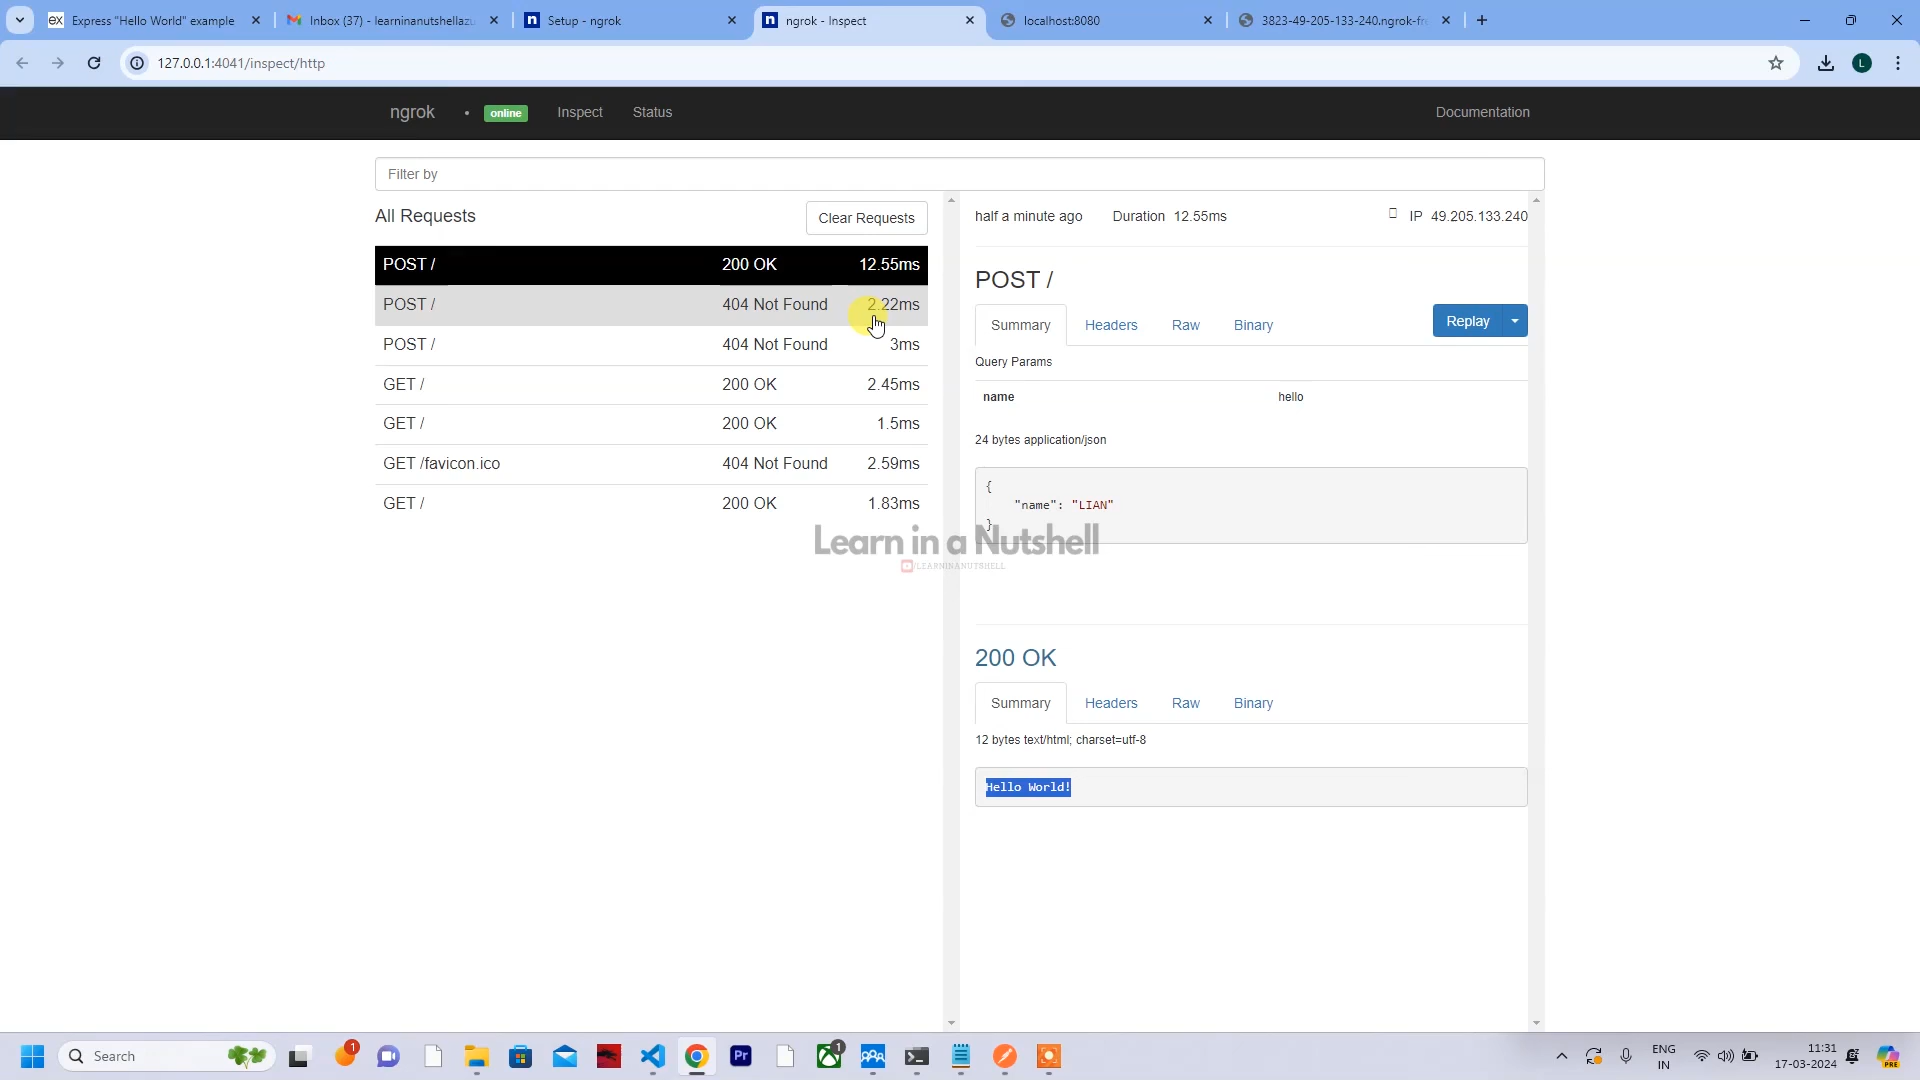 ex Express "Hello World" example
Inbox (37) - learninanutshellazu
n Setup - ngrok
n ngrok - Inspect
localhost:8080
3823-49-205-133-240.ngrok-fr
127.0.0.1:4041/inspect/http
L
ngrok • online Inspect Status Documentation
Filter by
All Requests
Clear Requests
POST / 200 OK 12.55ms
POST / 404 Not Found 2.22ms
POST / 404 Not Found 3ms
GET / 200 OK 2.45ms
GET / 200 OK 1.5ms
GET /favicon.ico 404 Not Found 2.59ms
GET / 200 OK 1.83ms
half a minute ago Duration 12.55ms IP 49.205.133.240
POST /
Summary Headers Raw Binary Replay
Query Params
name hello
24 bytes application/json
{
"name": "LIAN"
}
Learn in a Nutshell
/LEARNINANUTSHELL
200 OK
Summary Headers Raw Binary
12 bytes text/html; charset=utf-8
Hello World!
Search
1
Pr
1
ENG
IN
11:31
17-03-2024
PRE